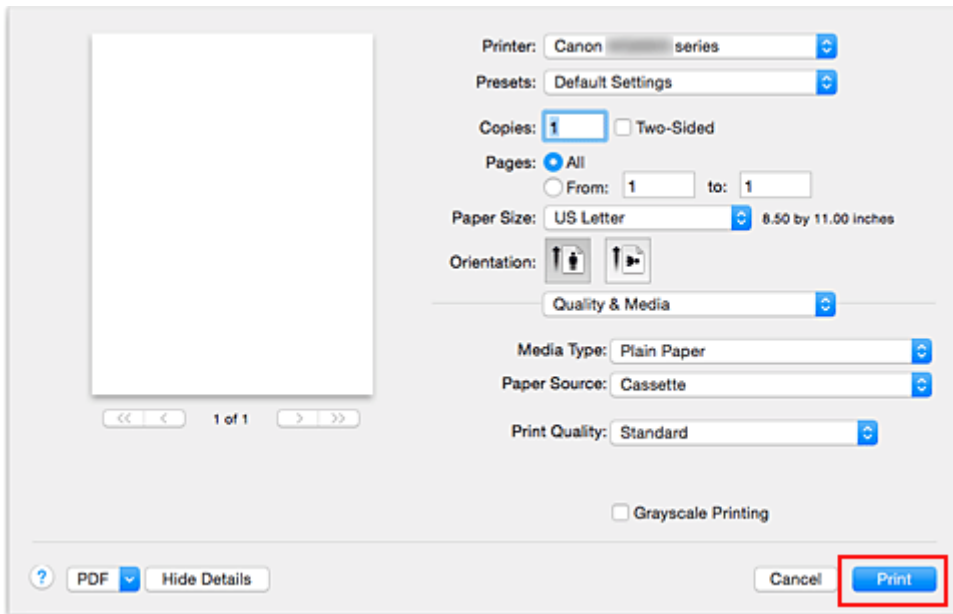 Printer: Canon series
Presets: Default Settings
Copies: 1 Two-Sided
Pages: All
From: 1 to: 1
Paper Size: US Letter 8.50 by 11.00 inches
Orientation:
Quality & Media
Media Type: Plain Paper
Paper Source: Cassette
<< < 1 of 1 > >>
Print Quality: Standard
Grayscale Printing
? PDF Hide Details Cancel Print